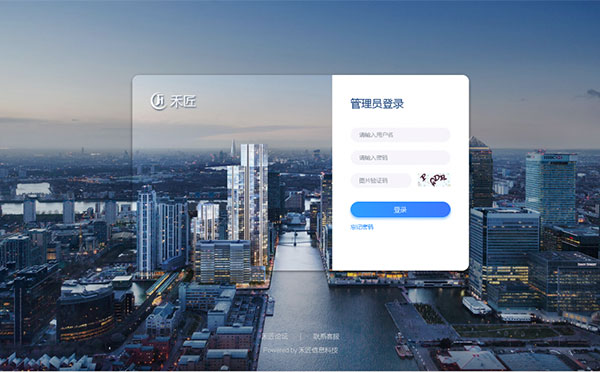 禾匠
管理员登录
请输入用户名
请输入密码
图片验证码
登录
忘记密码
禾匠论坛 | 联系客服
Powered by 禾匠信息科技